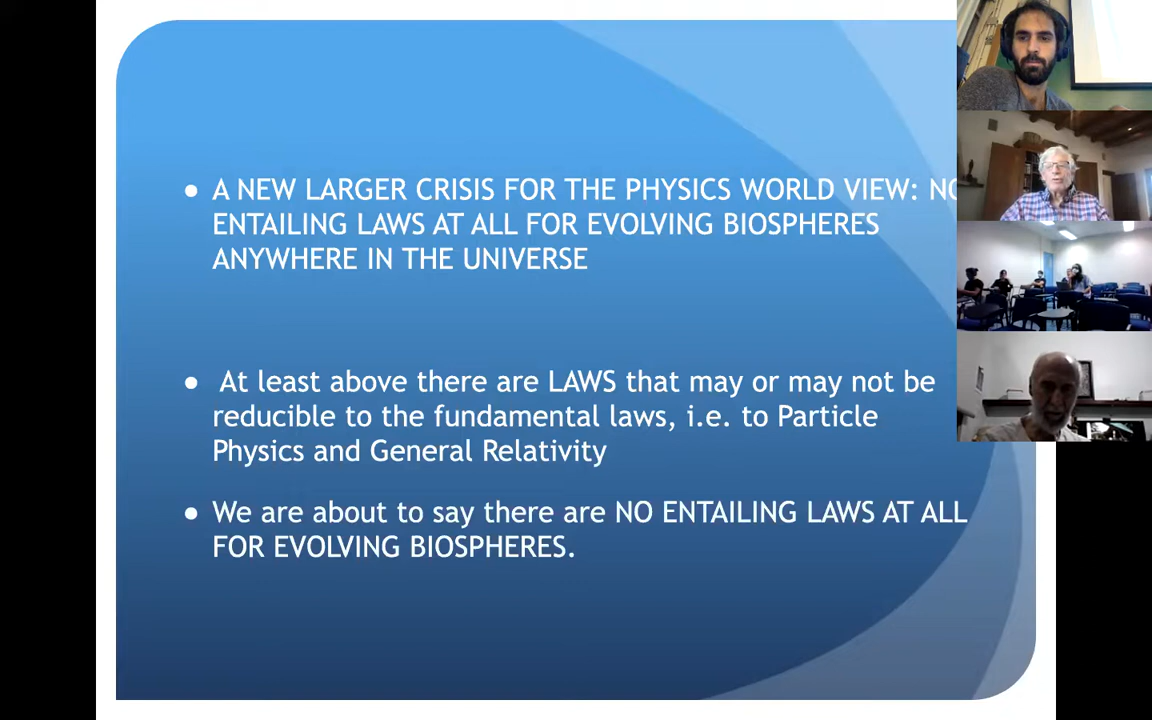 ● A NEW LARGER CRISIS FOR THE PHYSICS WORLD VIEW: NO
ENTAILING LAWS AT ALL FOR EVOLVING BIOSPHERES
ANYWHERE IN THE UNIVERSE
● At least above there are LAWS that may or may not be
reducible to the fundamental laws, i.e. to Particle
Physics and General Relativity
● We are about to say there are NO ENTAILING LAWS AT ALL
FOR EVOLVING BIOSPHERES.